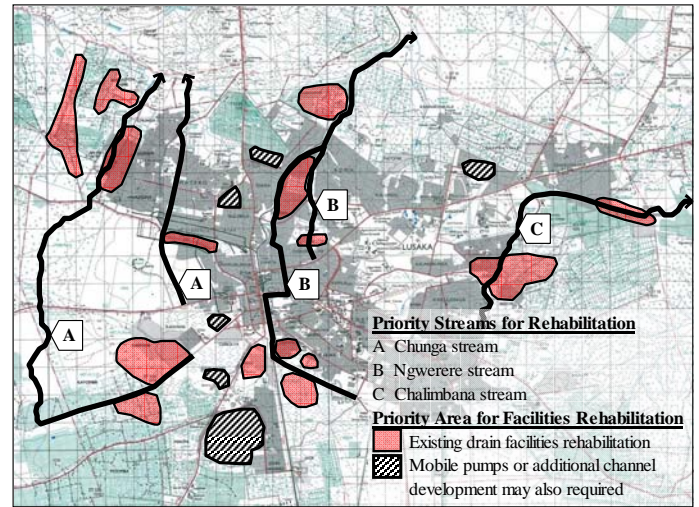 B
B
A
A
C
LUSAKA
Priority Streams for Rehabilitation
A Chunga stream
B Ngwerere stream
C Chalimbana stream
Priority Area for Facilities Rehabilitation
Existing drain facilities rehabilitation
Mobile pumps or additional channel
development may also required